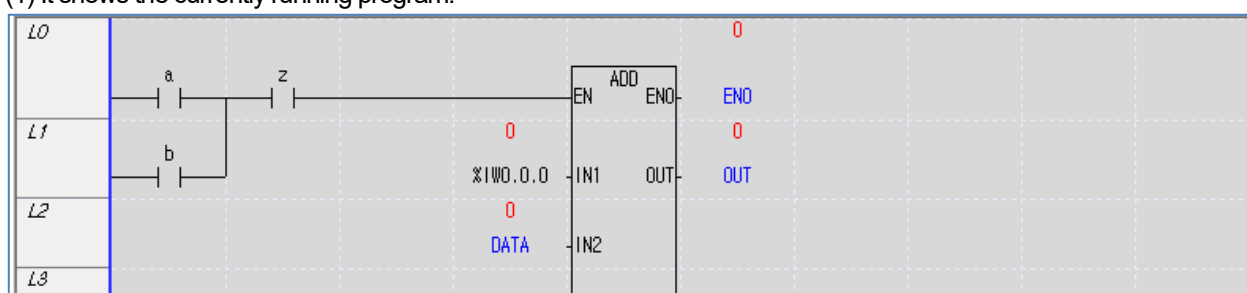 (1) It shows the currently running program.
L0 0
a z ADD
EN ENO ENO
L1 0 0
b
%IW0.0.0 IN1 OUT OUT
L2 0
DATA IN2
L3